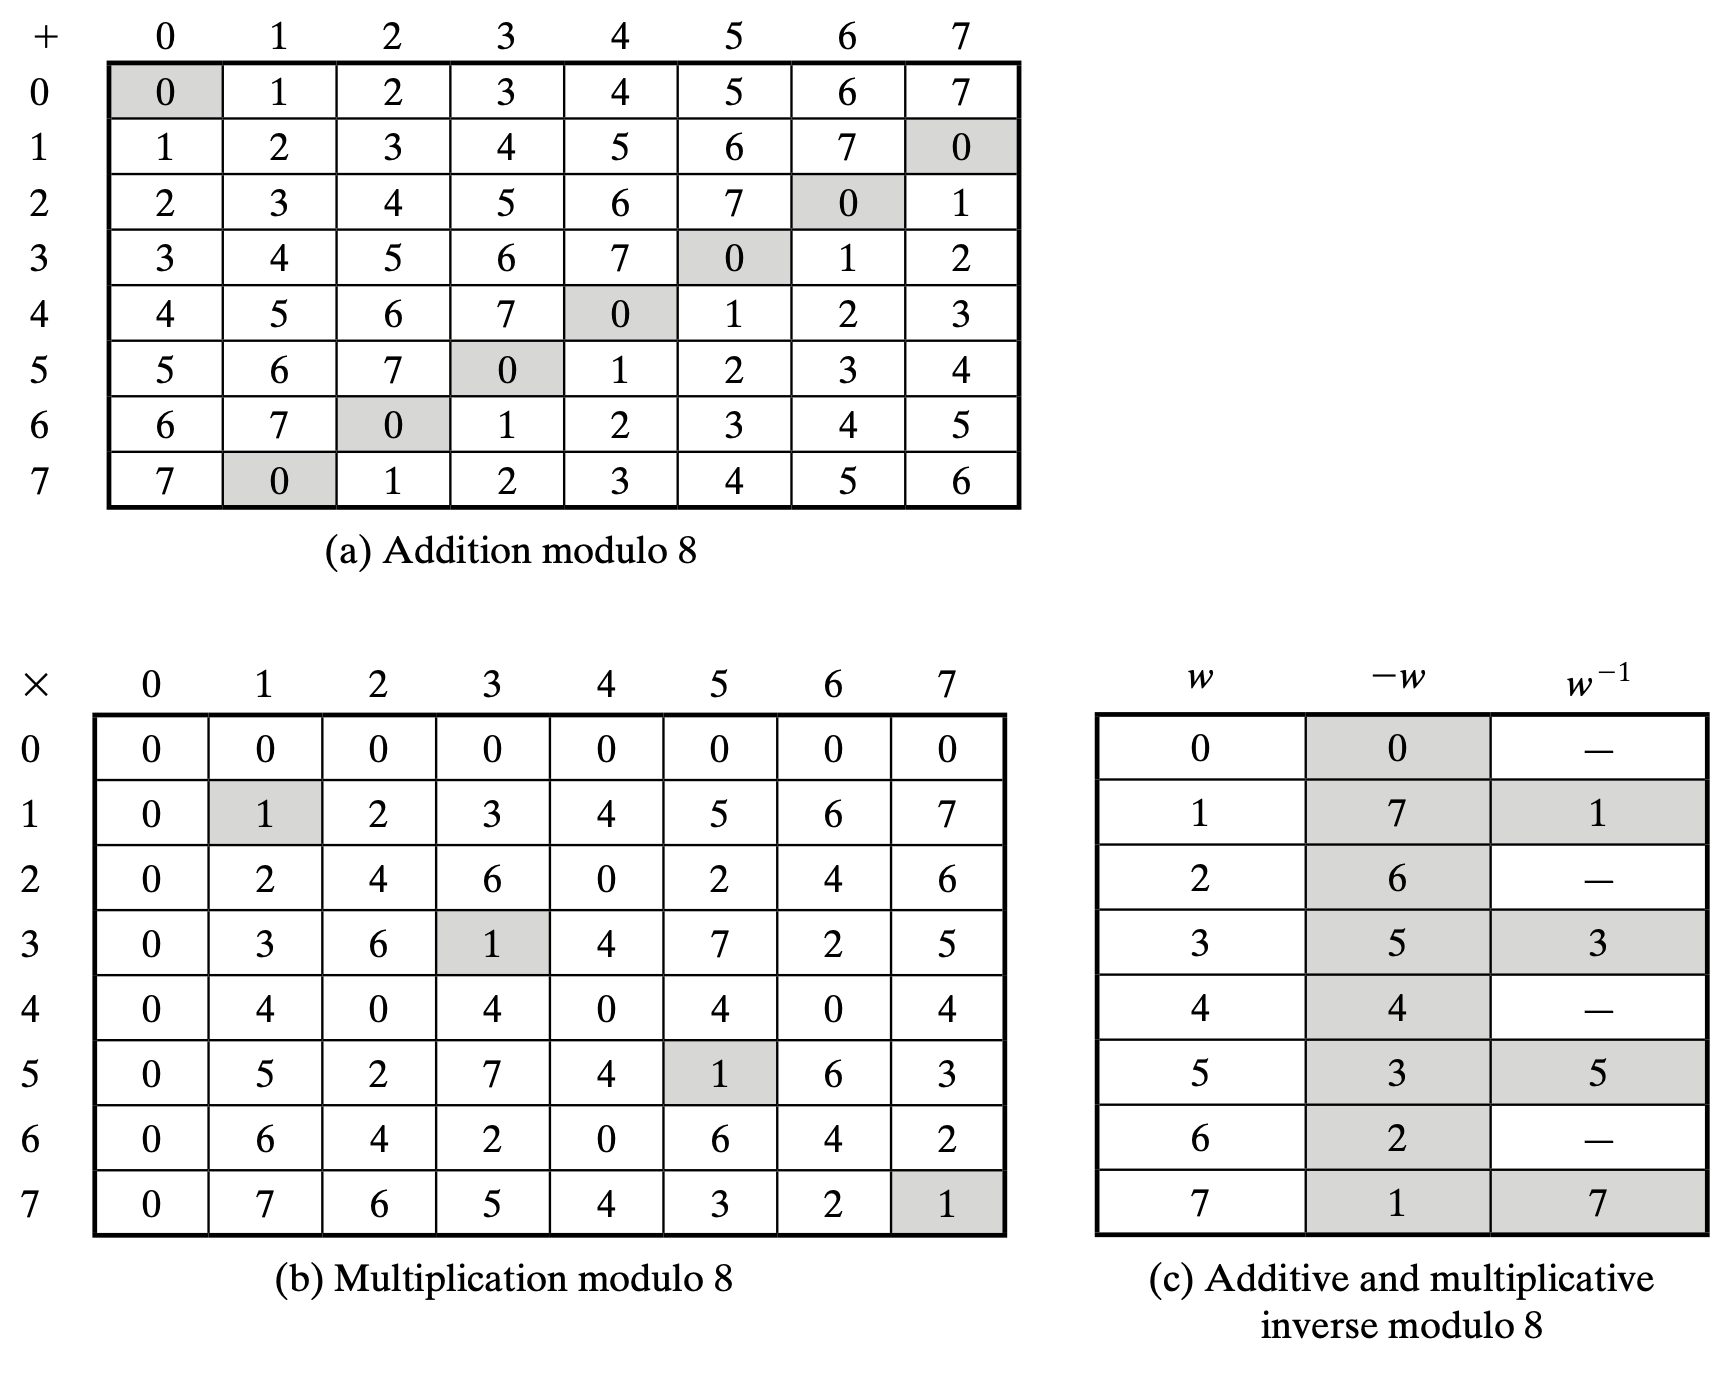 + 0 1 2 3 4 5 6 7
0 0 1 2 3 4 5 6 7
1 1 2 3 4 5 6 7 0
2 2 3 4 5 6 7 0 1
3 3 4 5 6 7 0 1 2
4 4 5 6 7 0 1 2 3
5 5 6 7 0 1 2 3 4
6 6 7 0 1 2 3 4 5
7 7 0 1 2 3 4 5 6
(a) Addition modulo 8
× 0 1 2 3 4 5 6 7
0 0 0 0 0 0 0 0 0
1 0 1 2 3 4 5 6 7
2 0 2 4 6 0 2 4 6
3 0 3 6 1 4 7 2 5
4 0 4 0 4 0 4 0 4
5 0 5 2 7 4 1 6 3
6 0 6 4 2 0 6 4 2
7 0 7 6 5 4 3 2 1
(b) Multiplication modulo 8
w −w w⁻¹
0 0 —
1 7 1
2 6 —
3 5 3
4 4 —
5 3 5
6 2 —
7 1 7
(c) Additive and multiplicative
inverse modulo 8